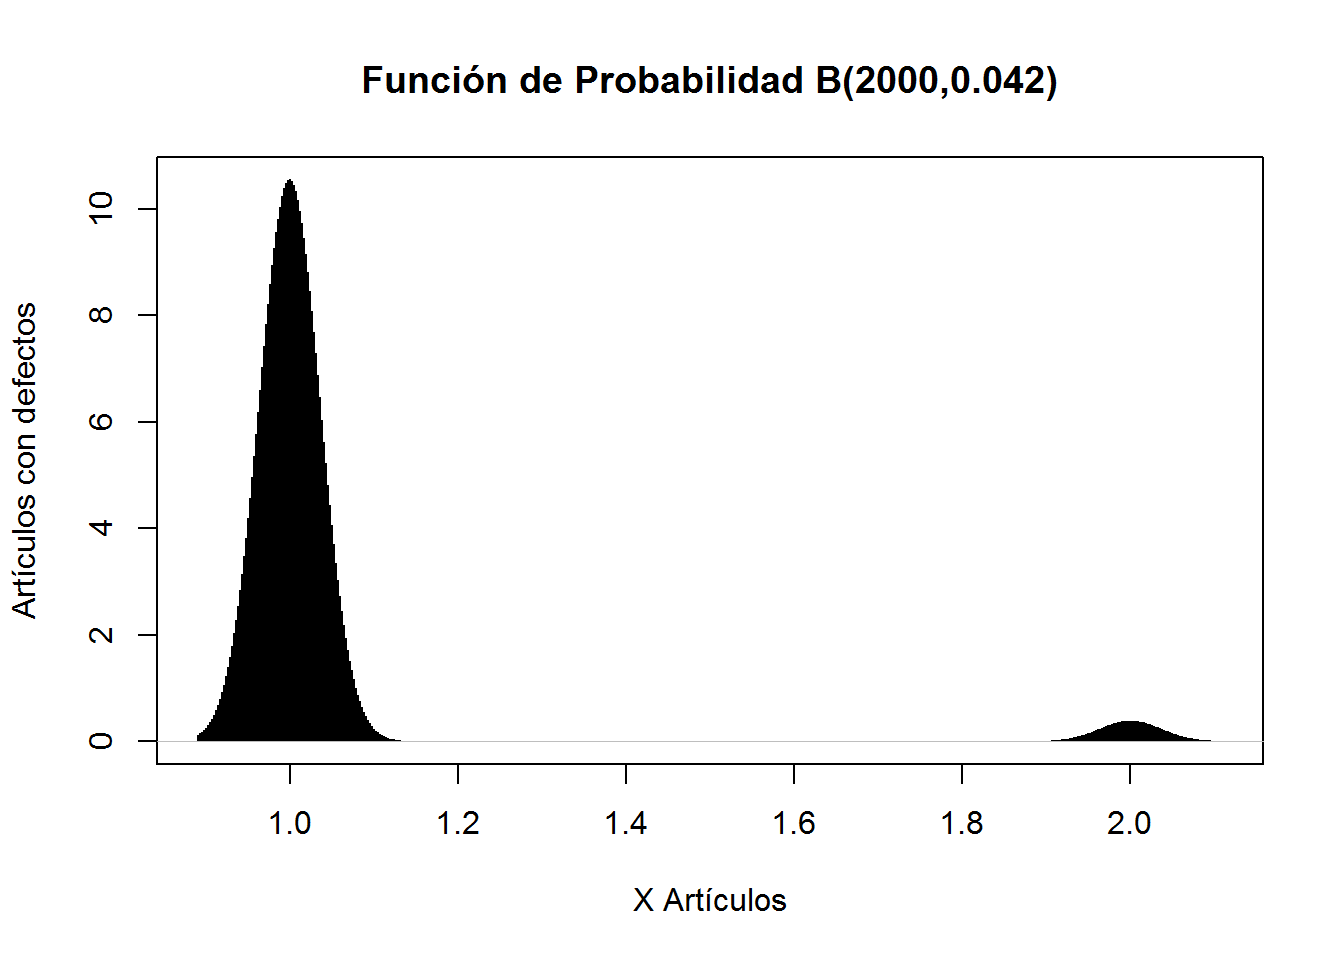 Función de Probabilidad B(2000,0.042)
Artículos con defectos
10
8
6
4
2
0
1.0 1.2 1.4 1.6 1.8 2.0
X Artículos